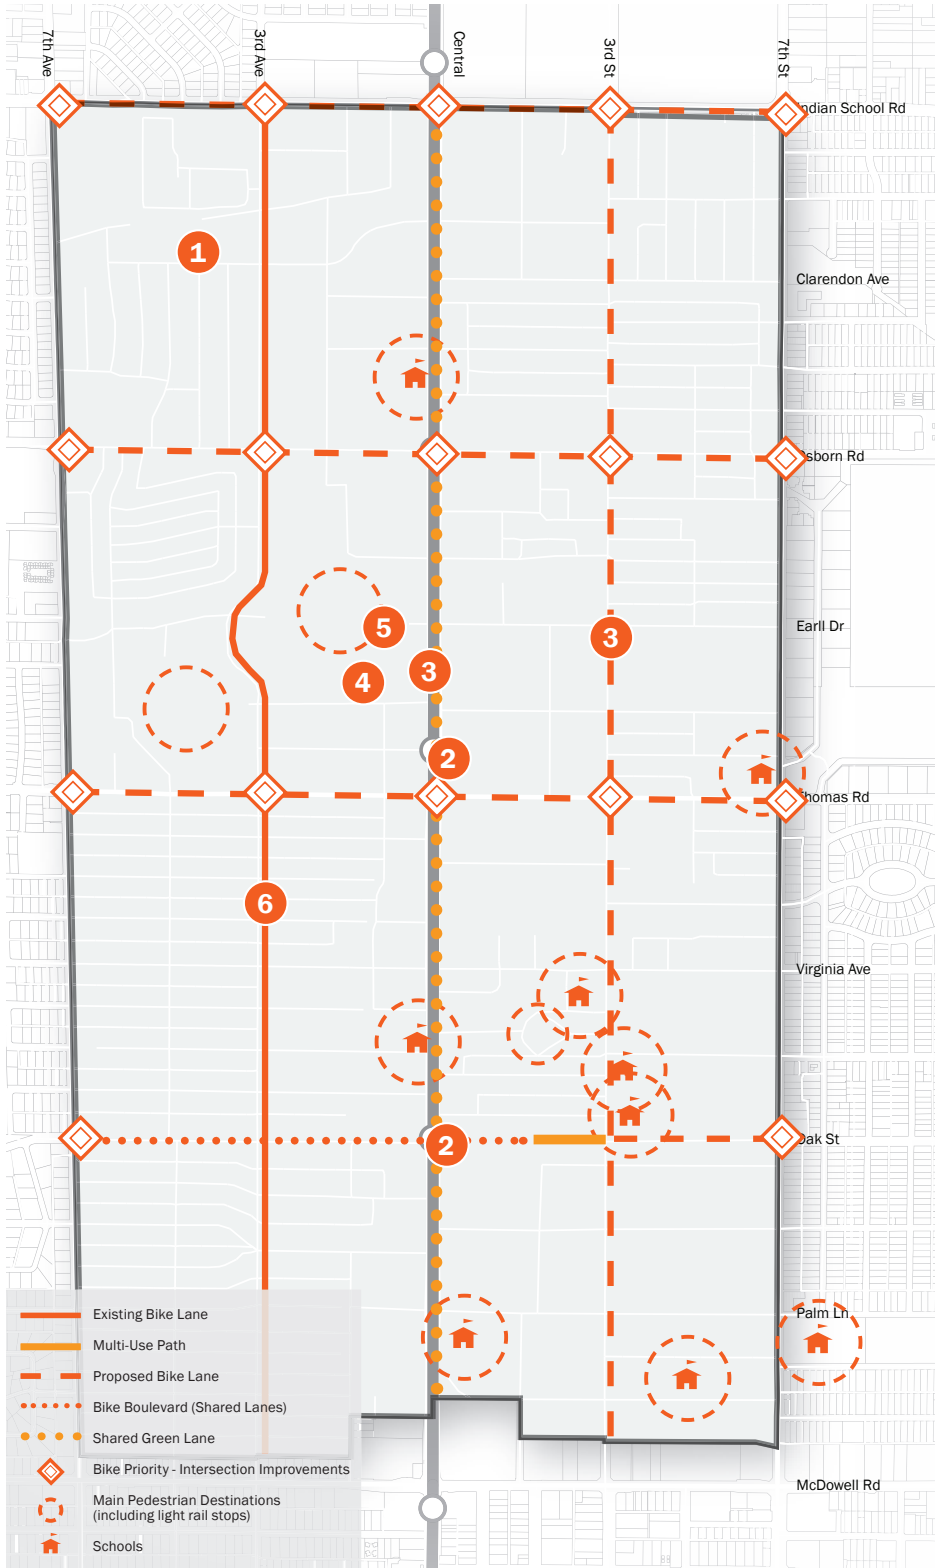 7th Ave
3rd Ave
Central
3rd St
7th St
Indian School Rd
1
Clarendon Ave
Osborn Rd
5
Earll Dr
3
3
4
2
Thomas Rd
6
Virginia Ave
2
Oak St
Palm Ln
Existing Bike Lane
Multi-Use Path
Proposed Bike Lane
Bike Boulevard (Shared Lanes)
Shared Green Lane
Bike Priority - Intersection Improvements
McDowell Rd
Main Pedestrian Destinations
(including light rail stops)
Schools